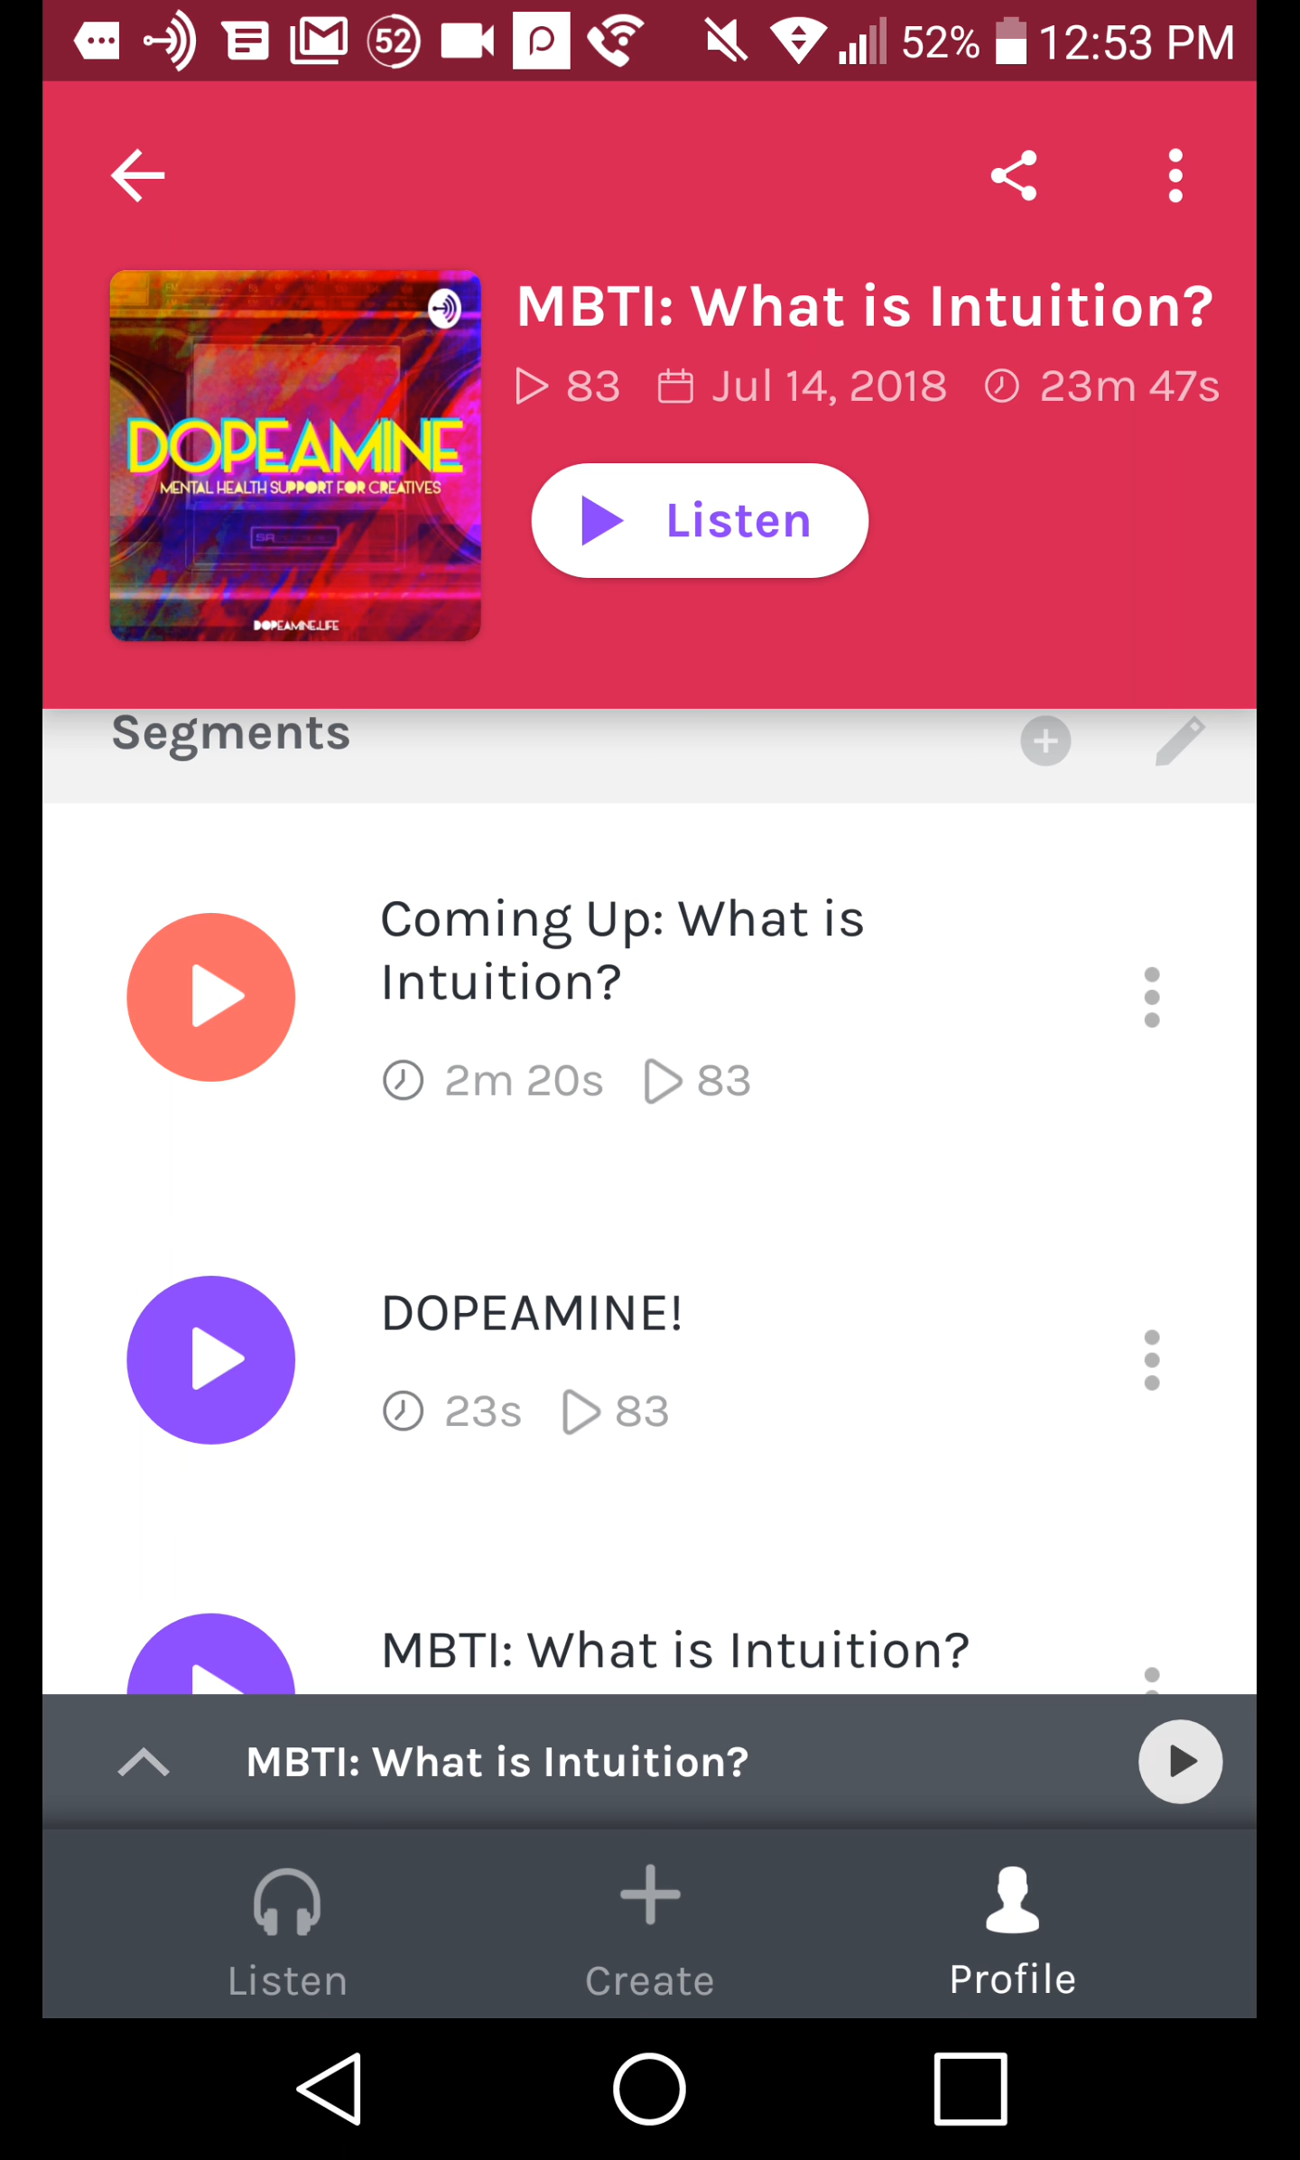 52 52% 12:53 PM
MBTI: What is Intuition?
83 Jul 14, 2018 23m 47s
DOPEAMINE
MENTAL HEALTH SUPPORT FOR CREATIVES
DOPEAMINE.LIFE
Listen
Segments
Coming Up: What is
Intuition?
2m 20s 83
DOPEAMINE!
23s 83
MBTI: What is Intuition?
MBTI: What is Intuition?
Listen Create Profile